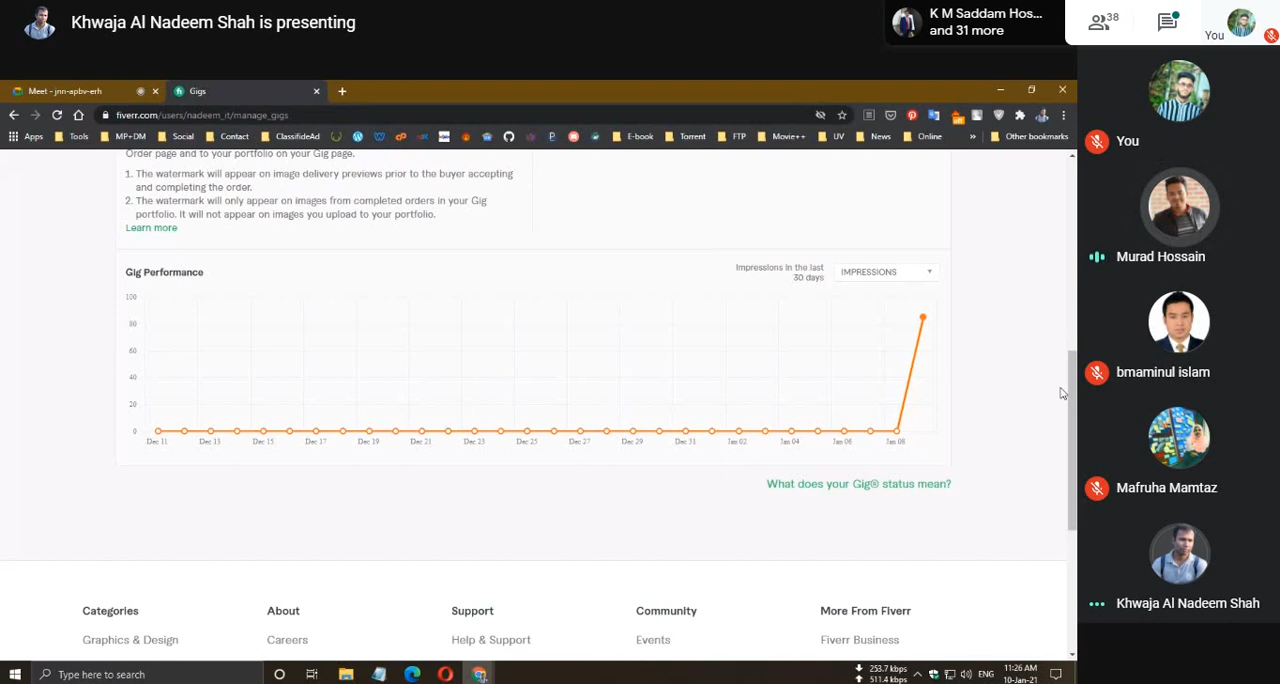 Khwaja Al Nadeem Shah is presenting
K M Saddam Hos...
and 31 more
38
You
Meet - jnn-apbv-erh
Gigs
fiverr.com/users/nadeem_it/manage_gigs
Apps Tools MP+DM Social Contact ClassifiedAd E-book Torrent FTP Movie++ UV News Online » Other bookmarks
Order page and to your portfolio on your Gig page.
1. The watermark will appear on image delivery previews prior to the buyer accepting
and completing the order.
2. The watermark will only appear on images from completed orders in your Gig
portfolio. It will not appear on images you upload to your portfolio.
Learn more
Gig Performance
Impressions in the last
30 days
IMPRESSIONS
100
80
60
40
20
0
Dec 11 Dec 13 Dec 15 Dec 17 Dec 19 Dec 21 Dec 23 Dec 25 Dec 27 Dec 29 Dec 31 Jan 02 Jan 04 Jan 06 Jan 08
What does your Gig® status mean?
Categories About Support Community More From Fiverr
Graphics & Design Careers Help & Support Events Fiverr Business
You
Murad Hossain
bmaminul islam
Mafruha Mamtaz
Khwaja Al Nadeem Shah
Type here to search
253.7 kbps
511.4 kbps
ENG
11:26 AM
10-Jan-21